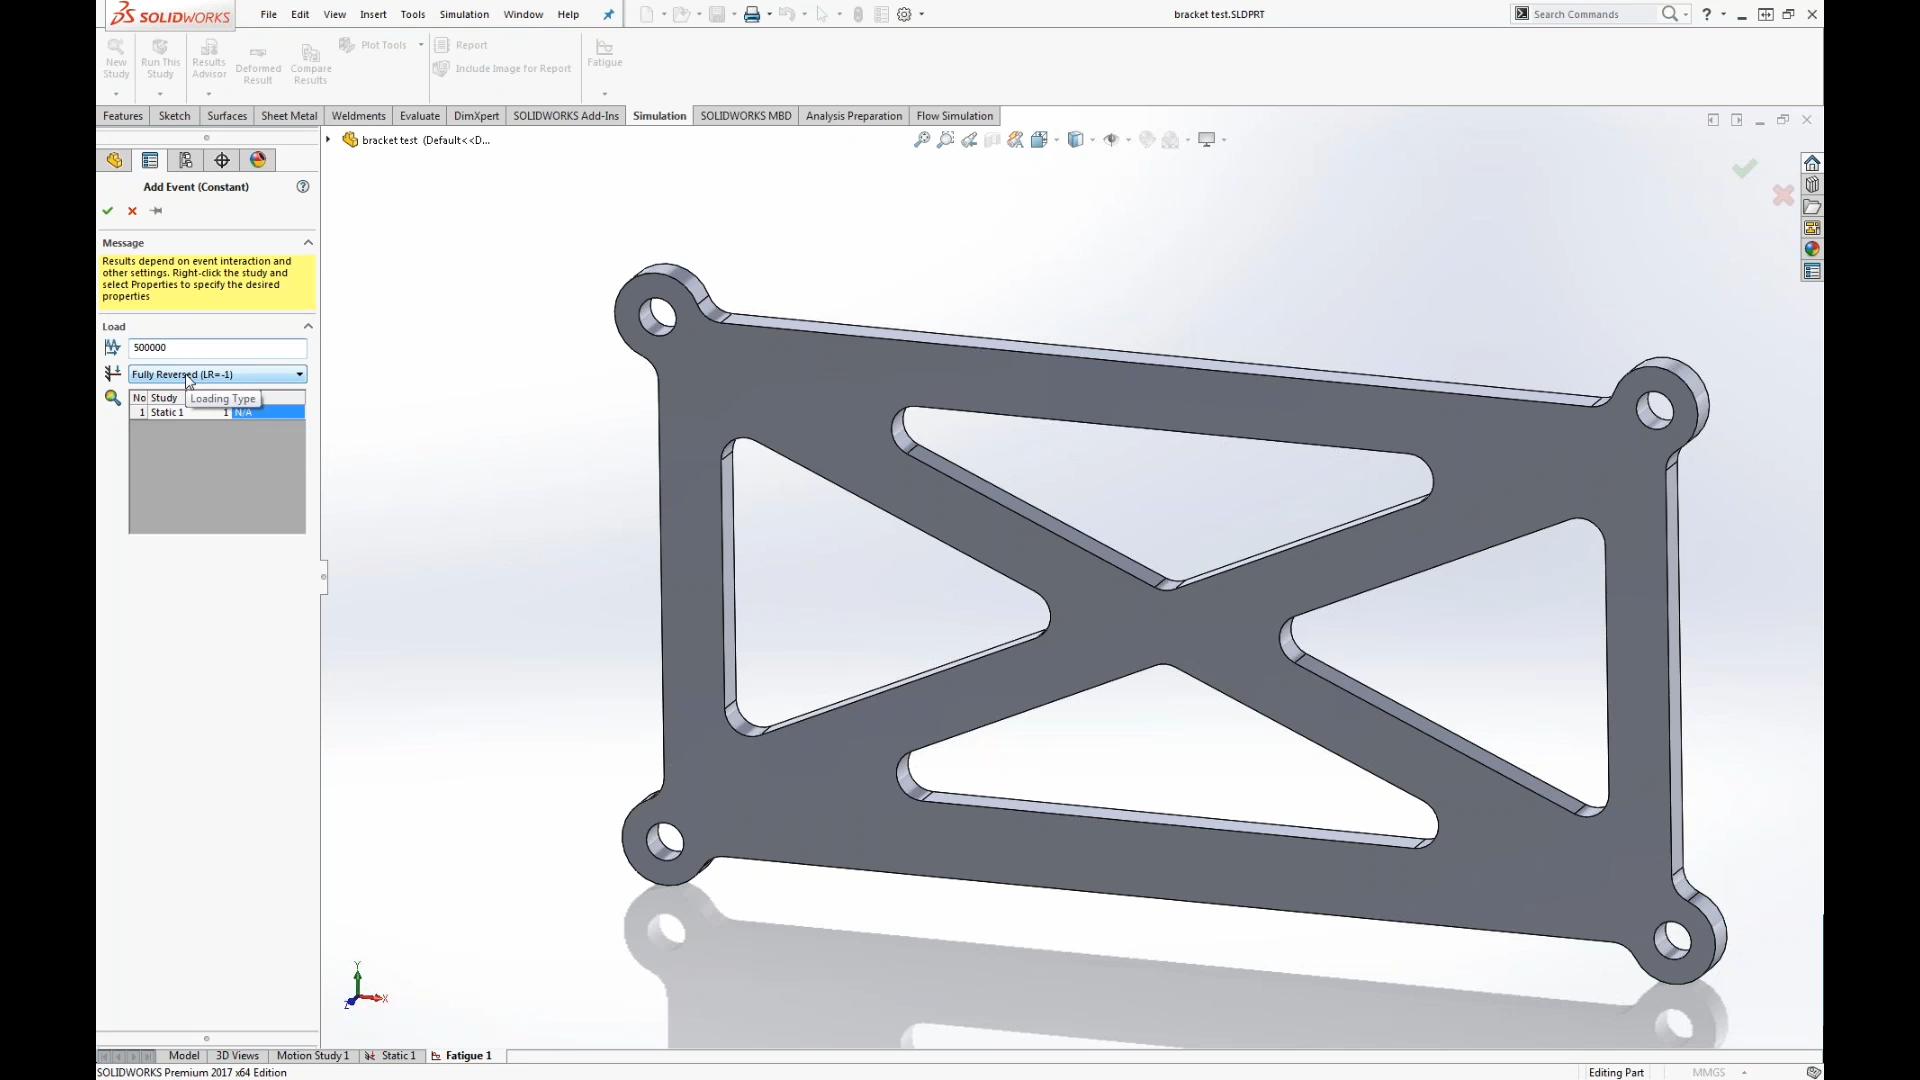 SOLIDWORKS File Edit View Insert Tools Simulation Window Help bracket test.SLDPRT Search Commands ?
New Study
Run This Study
Results Advisor
Deformed Result
Compare Results
Plot Tools
Report
Include Image for Report
Fatigue
Features Sketch Surfaces Sheet Metal Weldments Evaluate DimXpert SOLIDWORKS Add-Ins Simulation SOLIDWORKS MBD Analysis Preparation Flow Simulation
bracket test (Default<<D...
Add Event (Constant) ?
Message
Results depend on event interaction and
other settings. Right-click the study and
select Properties to specify the desired
properties
Load
500000
Fully Reversed (LR=-1)
No Study
Loading Type
1 Static 1 1 N/A
Y
X
Z
Model 3D Views Motion Study 1 Static 1 Fatigue 1
SOLIDWORKS Premium 2017 x64 Edition Editing Part MMGS